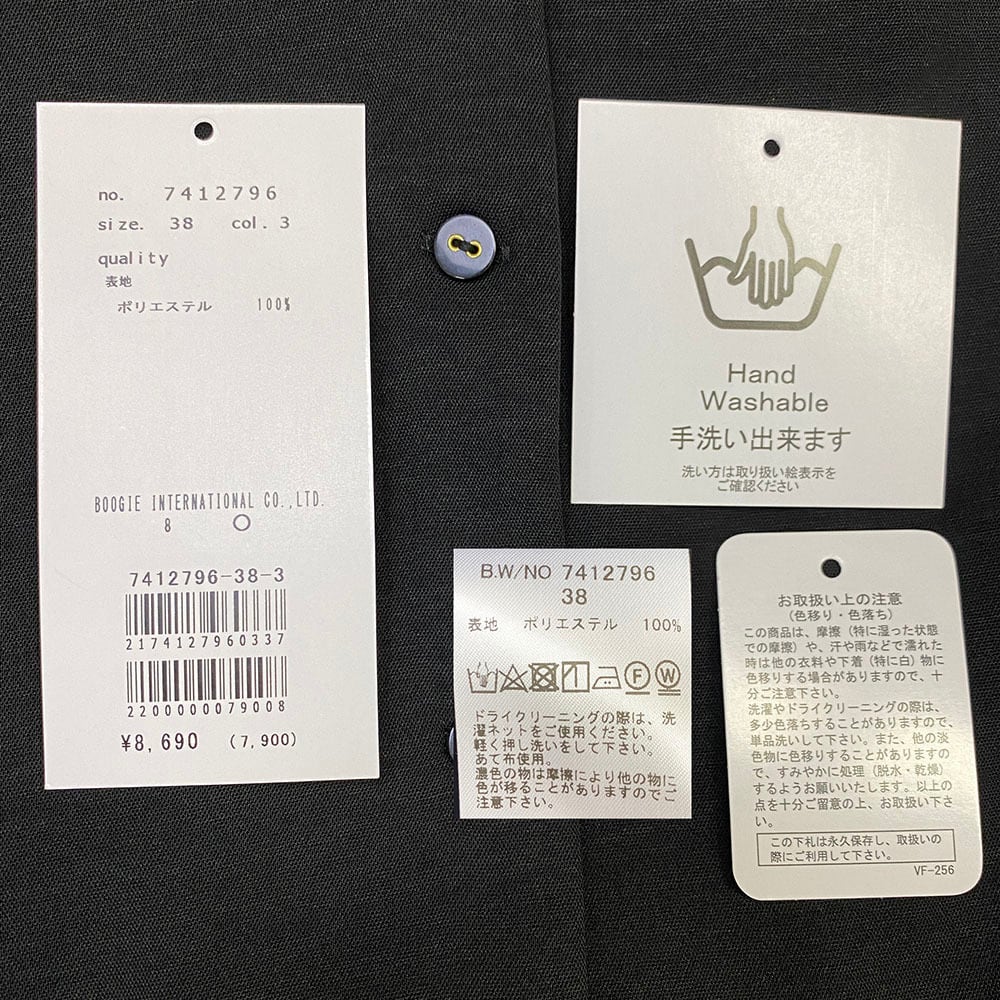 no. 7412796
size. 38 col. 3
quality
表地
ポリエステル 100%
BOOGIE INTERNATIONAL CO.,LTD.
8 ○
7412796-38-3
2174127960337
2200000079008
¥8,690 (7,900)
Hand
Washable
手洗い出来ます
洗い方は取り扱い絵表示を
ご確認ください
B.W/NO 7412796
38
表地 ポリエステル 100%
F W
ドライクリーニングの際は、洗
濯ネットをご使用ください。
軽く押し洗いをして下さい。
あて布使用。
濃色の物は摩擦により他の物に
色が移ることがありますのでご
注意下さい。
お取扱い上の注意
(色移り・色落ち)
この商品は、摩擦（特に湿った状態
での摩擦）や、汗や雨などで濡れた
時は他の衣料や下着（特に白）物に
色移りする場合がありますので、十
分ご注意下さい。
洗濯やドライクリーニングの際は、
多少色落ちすることがありますので、
単品洗いして下さい。また、他の淡
色物に色移りすることがありますの
で、すみやかに処理（脱水・乾燥）
するようお願いいたします。以上の
点を十分ご留意の上、お取扱い下さ
い。
この下札は永久保存し、取扱いの
際にご利用して下さい。
VF-256